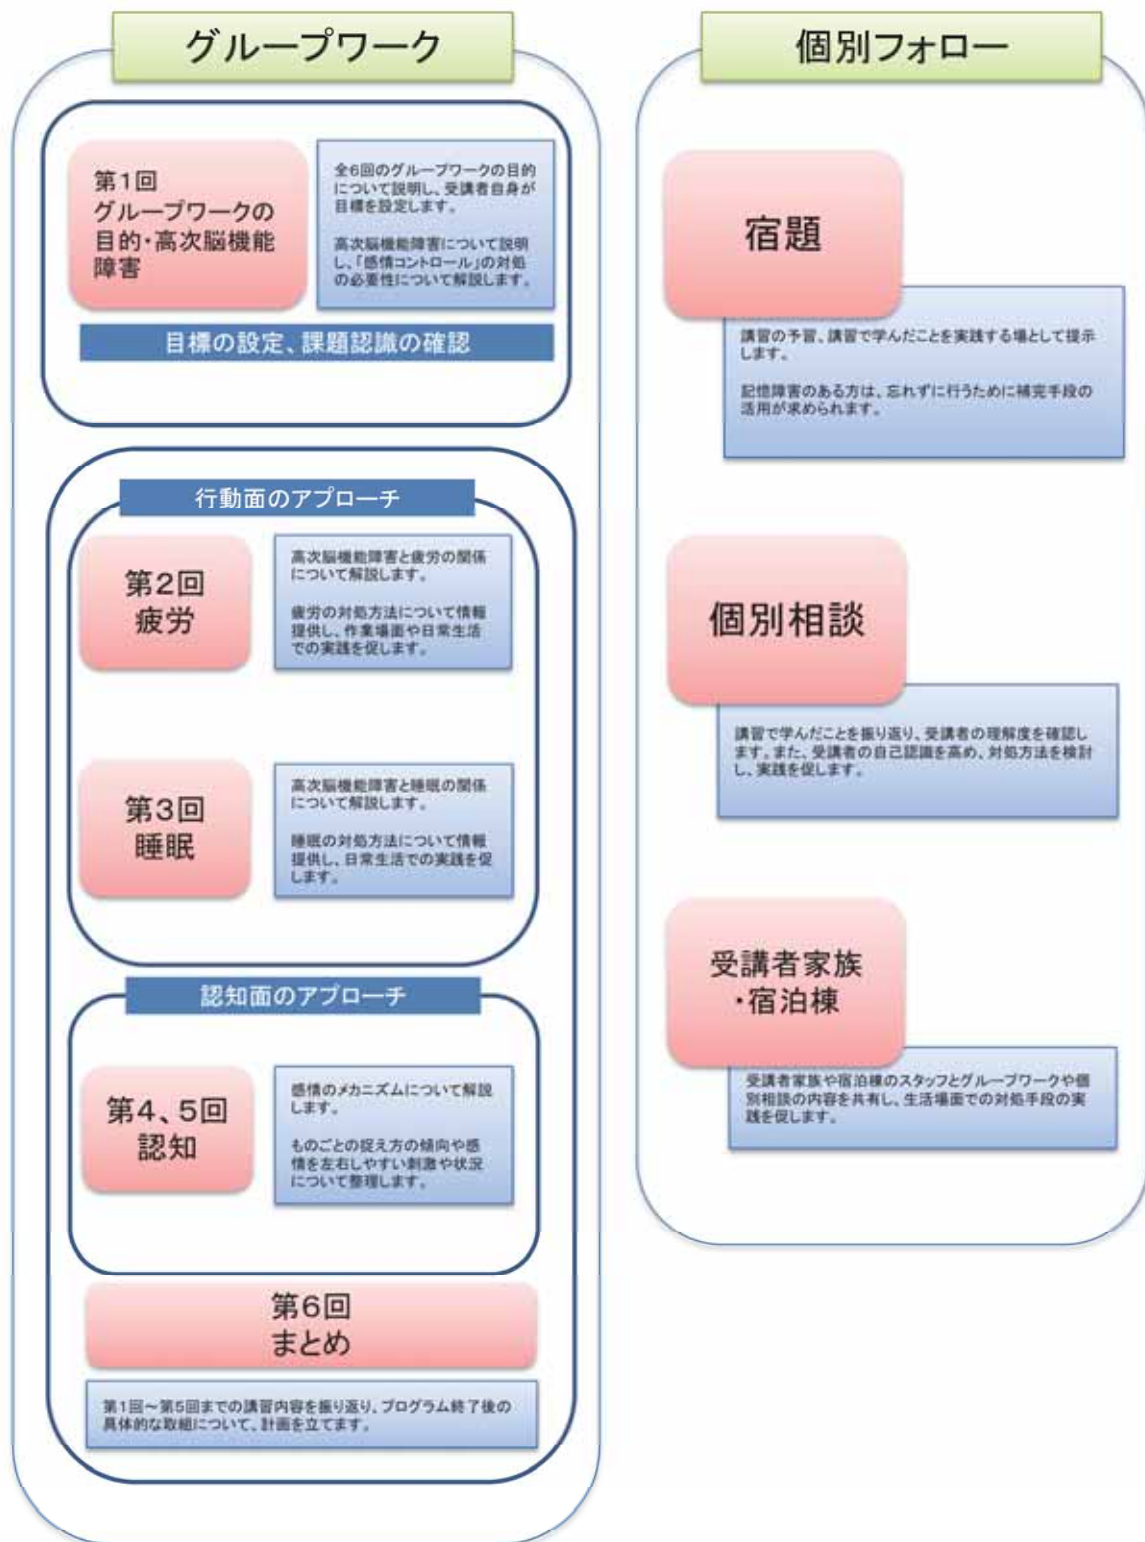 グループワーク
第1回
グループワークの
目的・高次脳機能
障害
全6回のグループワークの目的
について説明し、受講者自身が
目標を設定します。
高次脳機能障害について説明
し、「感情コントロール」の対処
の必要性について解説します。
目標の設定、課題認識の確認
行動面のアプローチ
第2回
疲労
高次脳機能障害と疲労の関係
について解説します。
疲労の対処方法について情報
提供し、作業場面や日常生活
での実践を促します。
第3回
睡眠
高次脳機能障害と睡眠の関係
について解説します。
睡眠の対処方法について情報
提供し、日常生活での実践を促
します。
認知面のアプローチ
第4、5回
認知
感情のメカニズムについて解説
します。
ものごとの捉え方の傾向や感
情を左右しやすい刺激や状況
について整理します。
第6回
まとめ
第1回～第5回までの講習内容を振り返り、プログラム終了後の
具体的な取組について、計画を立てます。
個別フォロー
宿題
講習の予習、講習で学んだことを実践する場として提示
します。
記憶障害のある方は、忘れずに行うために補完手段の
活用が求められます。
個別相談
講習で学んだことを振り返り、受講者の理解度を確認し
ます。また、受講者の自己認識を高め、対処方法を検討
し、実践を促します。
受講者家族
・宿泊棟
受講者家族や宿泊棟のスタッフとグループワークや個
別相談の内容を共有し、生活場面での対処手段の実
践を促します。